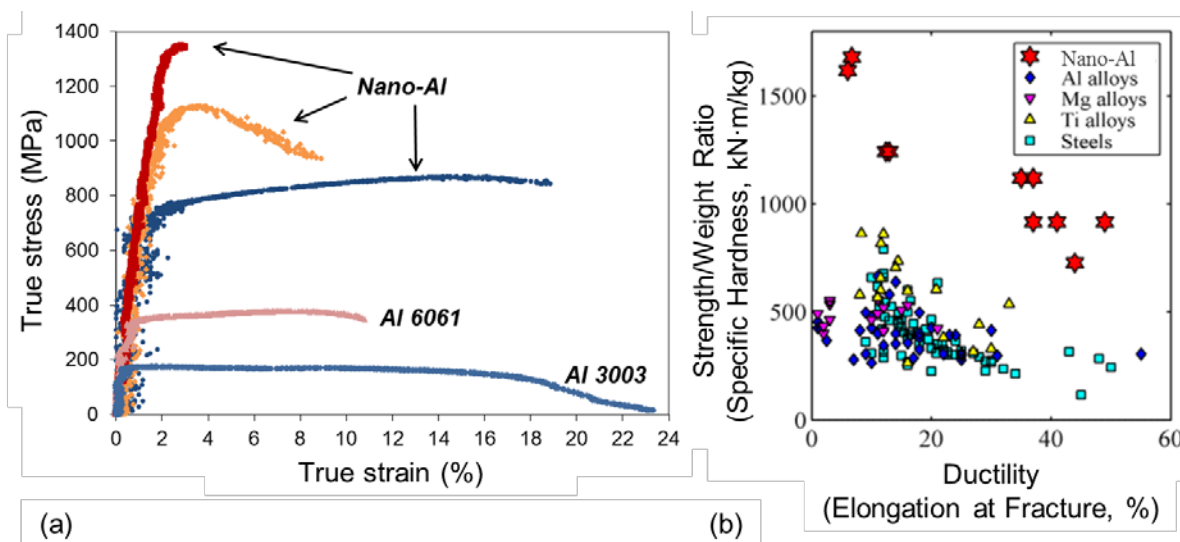 1400
1200
1000
800
600
400
200
0
True stress (MPa)
Nano-Al
Al 6061
Al 3003
0 2 4 6 8 10 12 14 16 18 20 22 24
True strain (%)
(a)
Strength/Weight Ratio
(Specific Hardness, kN·m/kg)
1500
1000
500
0
Nano-Al
Al alloys
Mg alloys
Ti alloys
Steels
0 20 40 60
Ductility
(Elongation at Fracture, %)
(b)